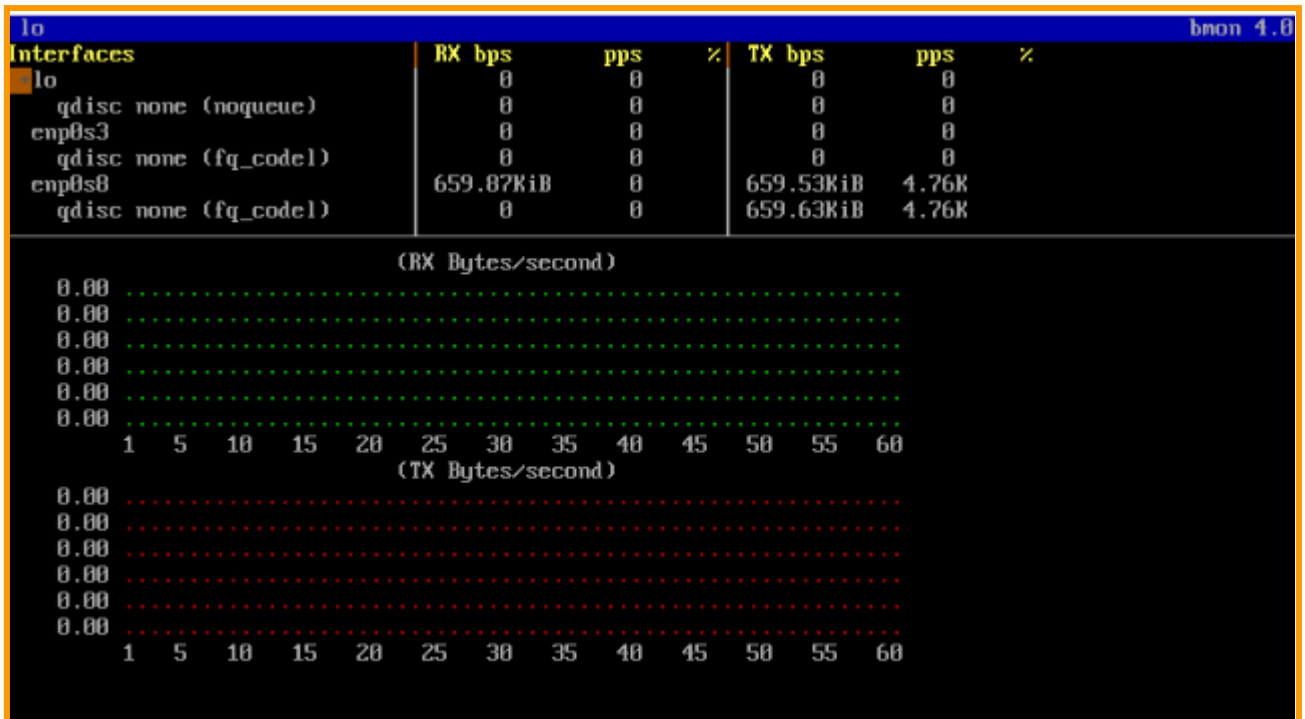 lo bmon 4.0
Interfaces RX bps pps % TX bps pps %
lo 0 0 0 0
qdisc none (noqueue) 0 0 0 0
enp0s3 0 0 0 0
qdisc none (fq_codel) 0 0 0 0
enp0s8 659.87KiB 0 659.53KiB 4.76K
qdisc none (fq_codel) 0 0 659.63KiB 4.76K
(RX Bytes/second)
0.00
0.00
0.00
0.00
0.00
0.00
1 5 10 15 20 25 30 35 40 45 50 55 60
(TX Bytes/second)
0.00
0.00
0.00
0.00
0.00
0.00
1 5 10 15 20 25 30 35 40 45 50 55 60